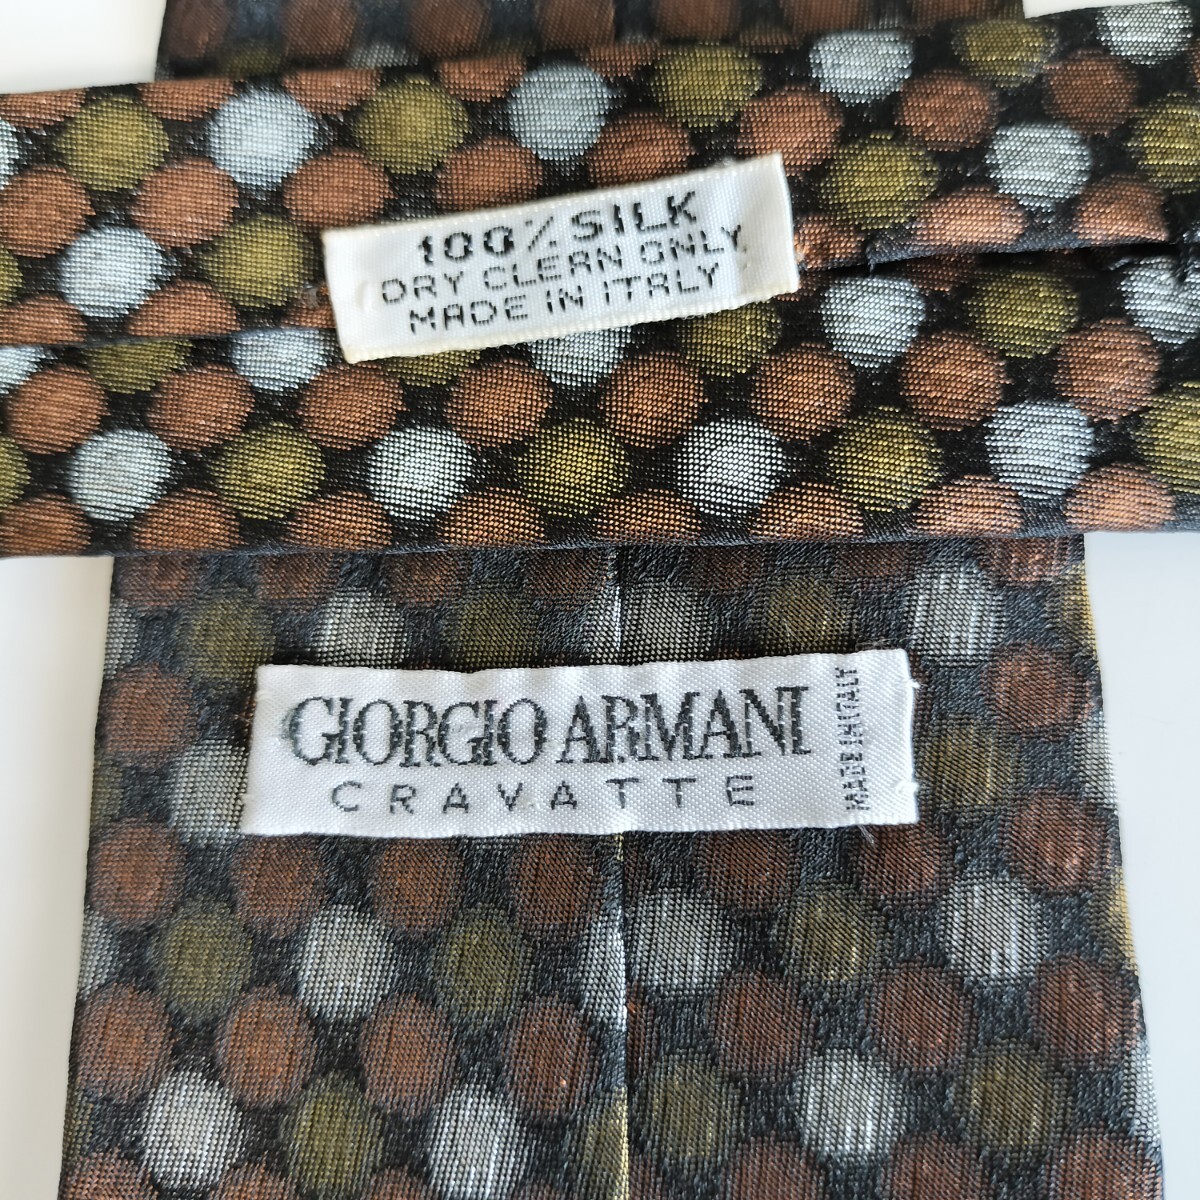 100% SILK
DRY CLEAN ONLY
MADE IN ITALY
GIORGIO ARMANI
CRAVATTE
MADE IN ITALY